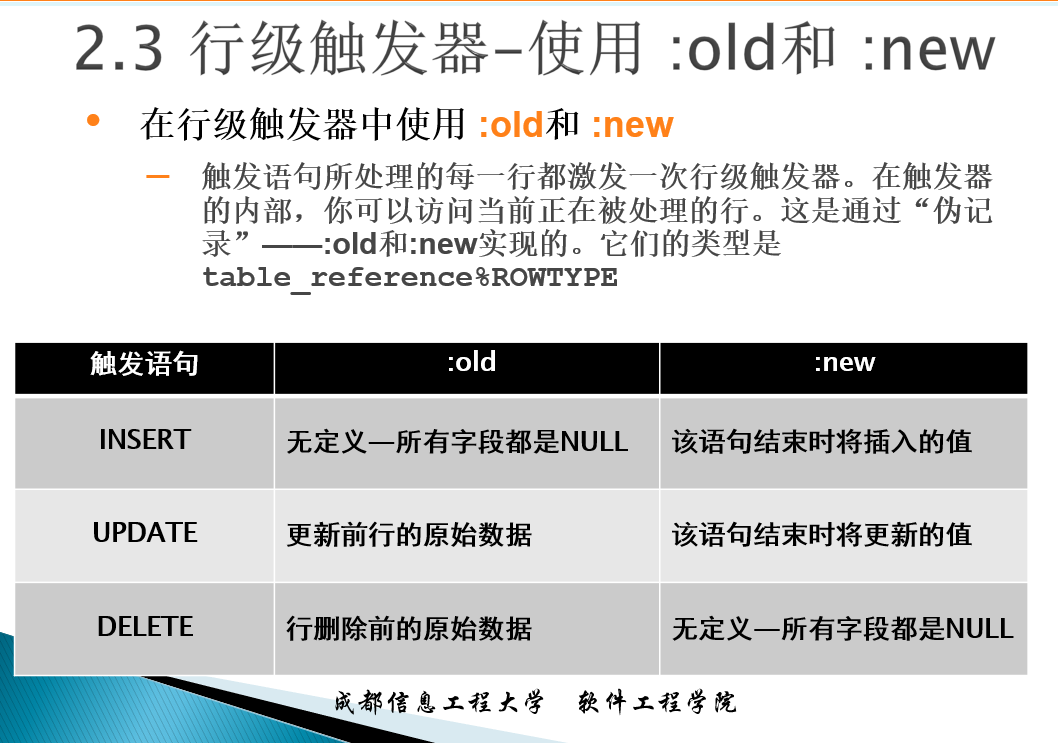 2.3 行级触发器–使用 :old和 :new
• 在行级触发器中使用 :old和 :new
– 触发语句所处理的每一行都激发一次行级触发器。在触发器
的内部，你可以访问当前正在被处理的行。这是通过“伪记
录”——:old和:new实现的。它们的类型是
table_reference%ROWTYPE
触发语句 :old :new
INSERT 无定义—所有字段都是NULL 该语句结束时将插入的值
UPDATE 更新前行的原始数据 该语句结束时将更新的值
DELETE 行删除前的原始数据 无定义—所有字段都是NULL
成都信息工程大学 软件工程学院